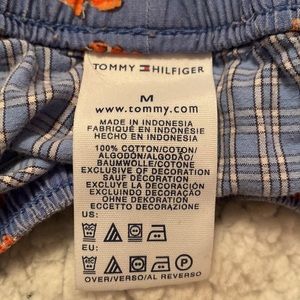 TOMMY HILFIGER
M
www.tommy.com
MADE IN INDONESIA
FABRIQUÉ EN INDONÉSIE
HECHO EN INDONESIA
100% COTTON/COTON/
ALGODÓN/ALGODÃO/
BAUMWOLLE/COTONE
EXCLUSIVE OF DECORATION
SAUF DÉCORATION
EXCLUYE LA DECORACIÓN
EXCLUINDO DECORAÇÃO
OHNE DEKORATION
ECCETTO DECORAZIONE
US:
EU:
OVER/AU VERSO/AL REVERSO